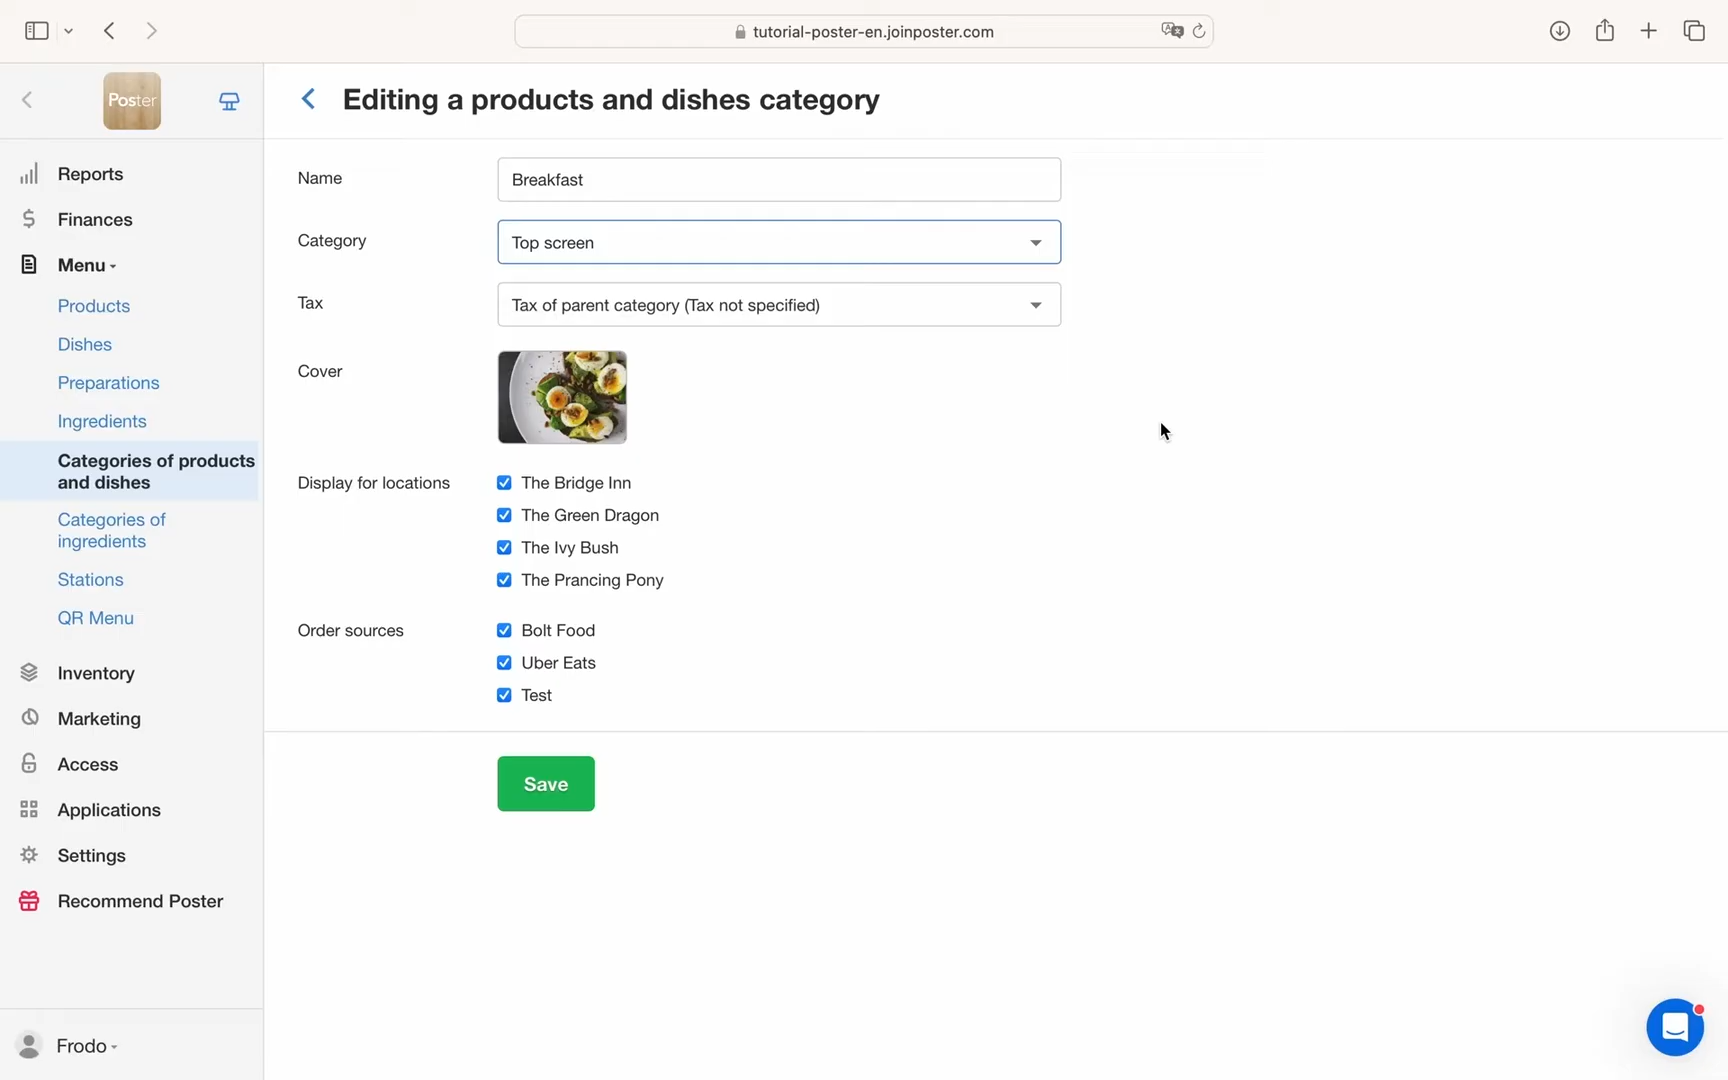 tutorial-poster-en.joinposter.com
Poster
Editing a products and dishes category
Reports
Finances
Menu
Products
Dishes
Preparations
Ingredients
Categories of products
and dishes
Categories of
ingredients
Stations
QR Menu
Inventory
Marketing
Access
Applications
Settings
Recommend Poster
Frodo
Name
Breakfast
Category
Top screen
Tax
Tax of parent category (Tax not specified)
Cover
Display for locations
The Bridge Inn
The Green Dragon
The Ivy Bush
The Prancing Pony
Order sources
Bolt Food
Uber Eats
Test
Save